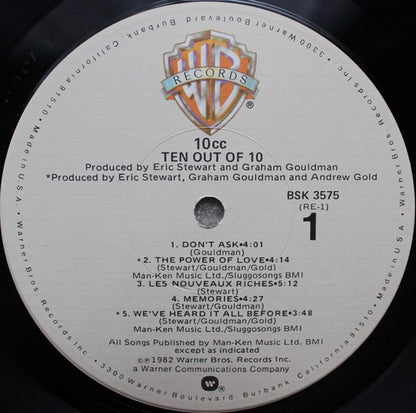 WB
RECORDS
®
10cc
TEN OUT OF 10
Produced by Eric Stewart and Graham Gouldman
*Produced by Eric Stewart, Graham Gouldman and Andrew Gold
BSK 3575
(RE-1)
1
1. DON'T ASK•4:01
(Gouldman)
*2. THE POWER OF LOVE•4:14
(Stewart/Gouldman/Gold)
Man-Ken Music Ltd./Sluggosongs BMI
3. LES NOUVEAUX RICHES•5:12
(Stewart)
4. MEMORIES•4:27
(Stewart/Gouldman)
*5. WE'VE HEARD IT ALL BEFORE•3:48
(Stewart/Gouldman/Gold)
Man-Ken Music Ltd./Sluggosongs BMI
All Songs Published by Man-Ken Music Ltd. BMI
except as indicated
©℗1982 Warner Bros. Records Inc.
a Warner Communications Company
Warner Bros. Records Inc. • 3300 Warner Boulevard, Burbank, California 91510 • Made in U.S.A. • Warner Bros. Records Inc. • 3300 Warner Boulevard, Burbank, California 91510 • Made in U.S.A.